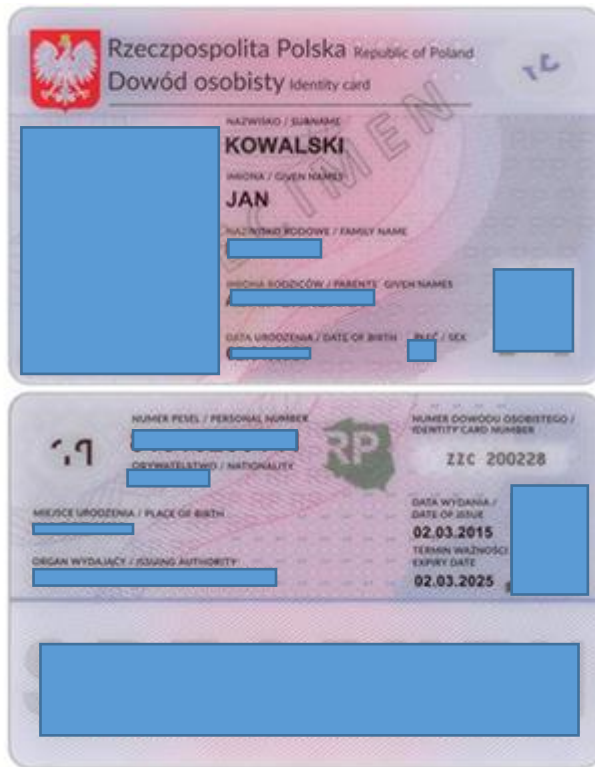 Rzeczpospolita Polska Republic of Poland
Dowód osobisty Identity card
SPECIMEN
NAZWISKO / SURNAME
KOWALSKI
IMIONA / GIVEN NAMES
JAN
NAZWISKO RODOWE / FAMILY NAME
IMIONA RODZICÓW / PARENTS' GIVEN NAMES
DATA URODZENIA / DATE OF BIRTH PŁEĆ / SEX
NUMER PESEL / PERSONAL NUMBER
OBYWATELSTWO / NATIONALITY
MIEJSCE URODZENIA / PLACE OF BIRTH
ORGAN WYDAJĄCY / ISSUING AUTHORITY
RP
NUMER DOWODU OSOBISTEGO /
IDENTITY CARD NUMBER
ZZC 200228
DATA WYDANIA /
DATE OF ISSUE
02.03.2015
TERMIN WAŻNOŚCI
EXPIRY DATE
02.03.2025